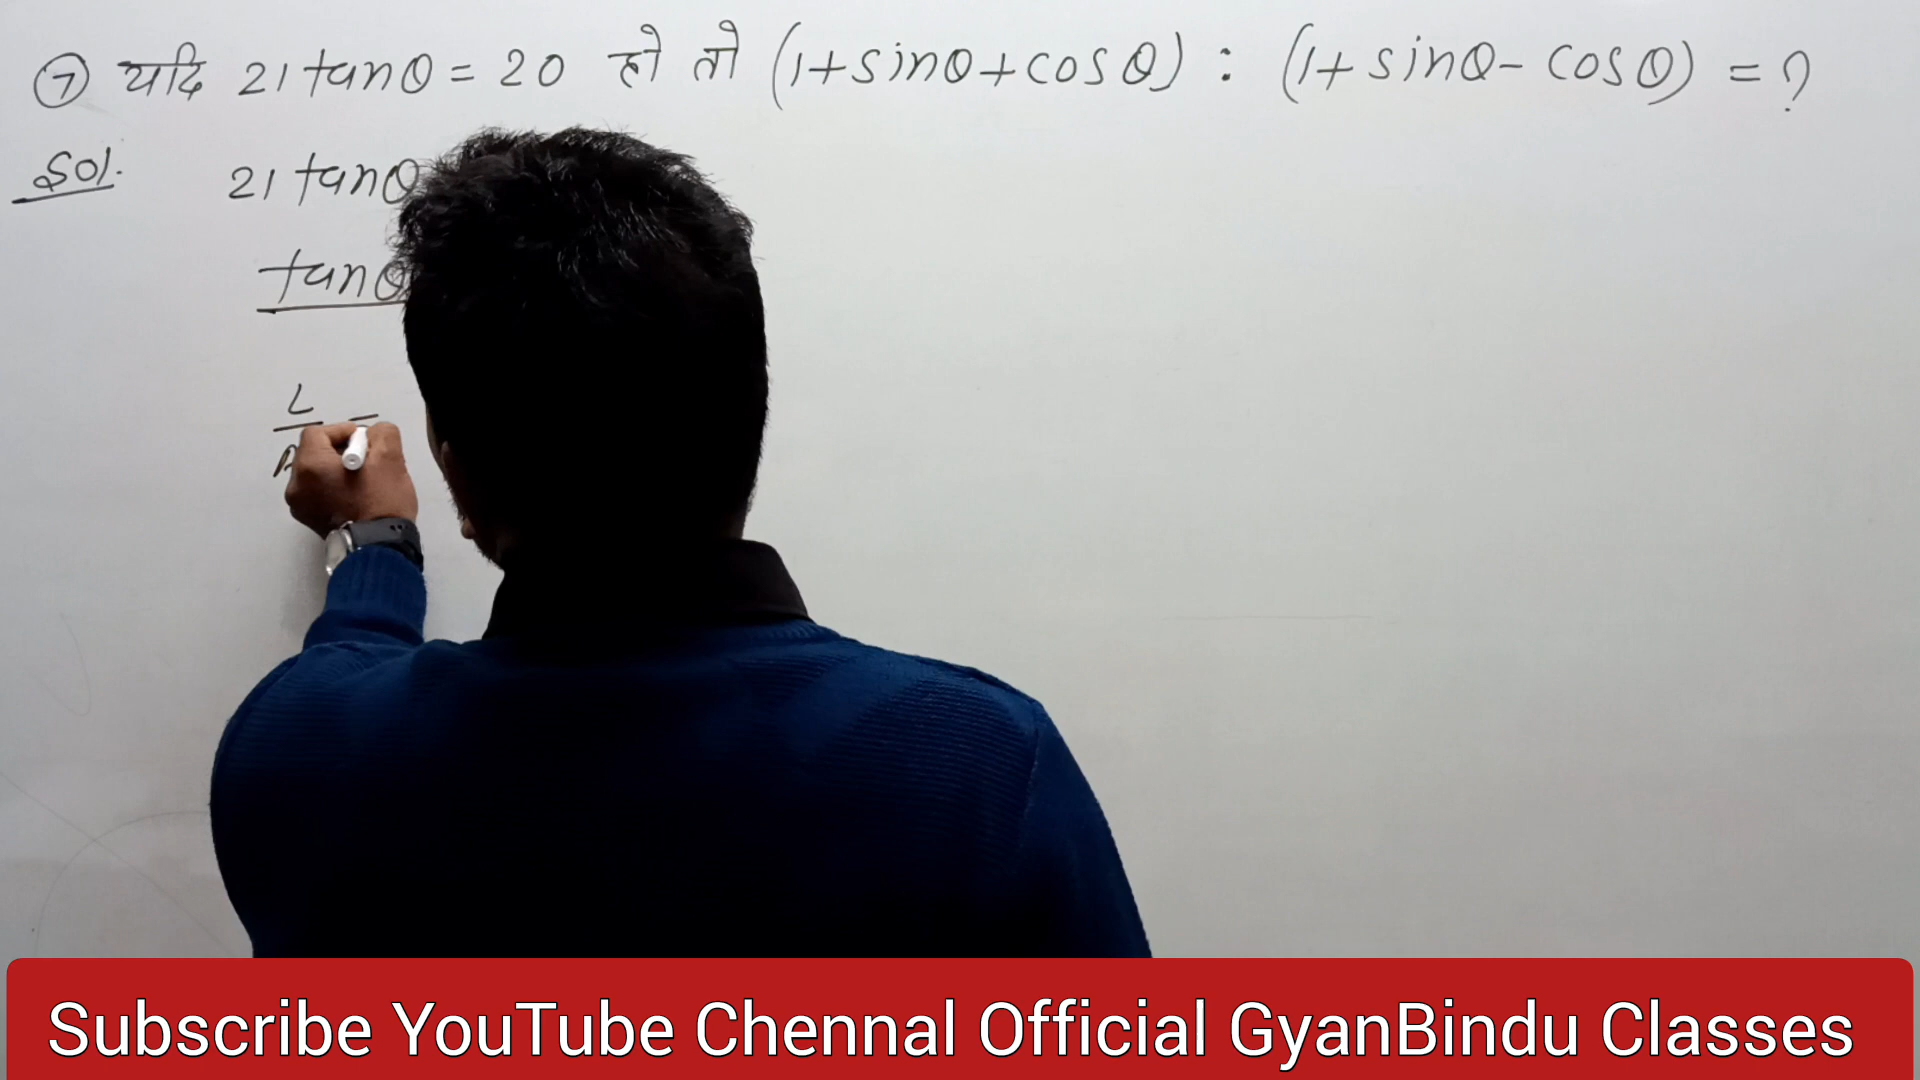 ⑦ यदि 21 tanθ = 20 हो तो (1+sinθ+cosθ) : (1+sinθ-cosθ) = ?
Sol. 21 tanθ
tanθ
L
=
Subscribe YouTube Chennal Official GyanBindu Classes